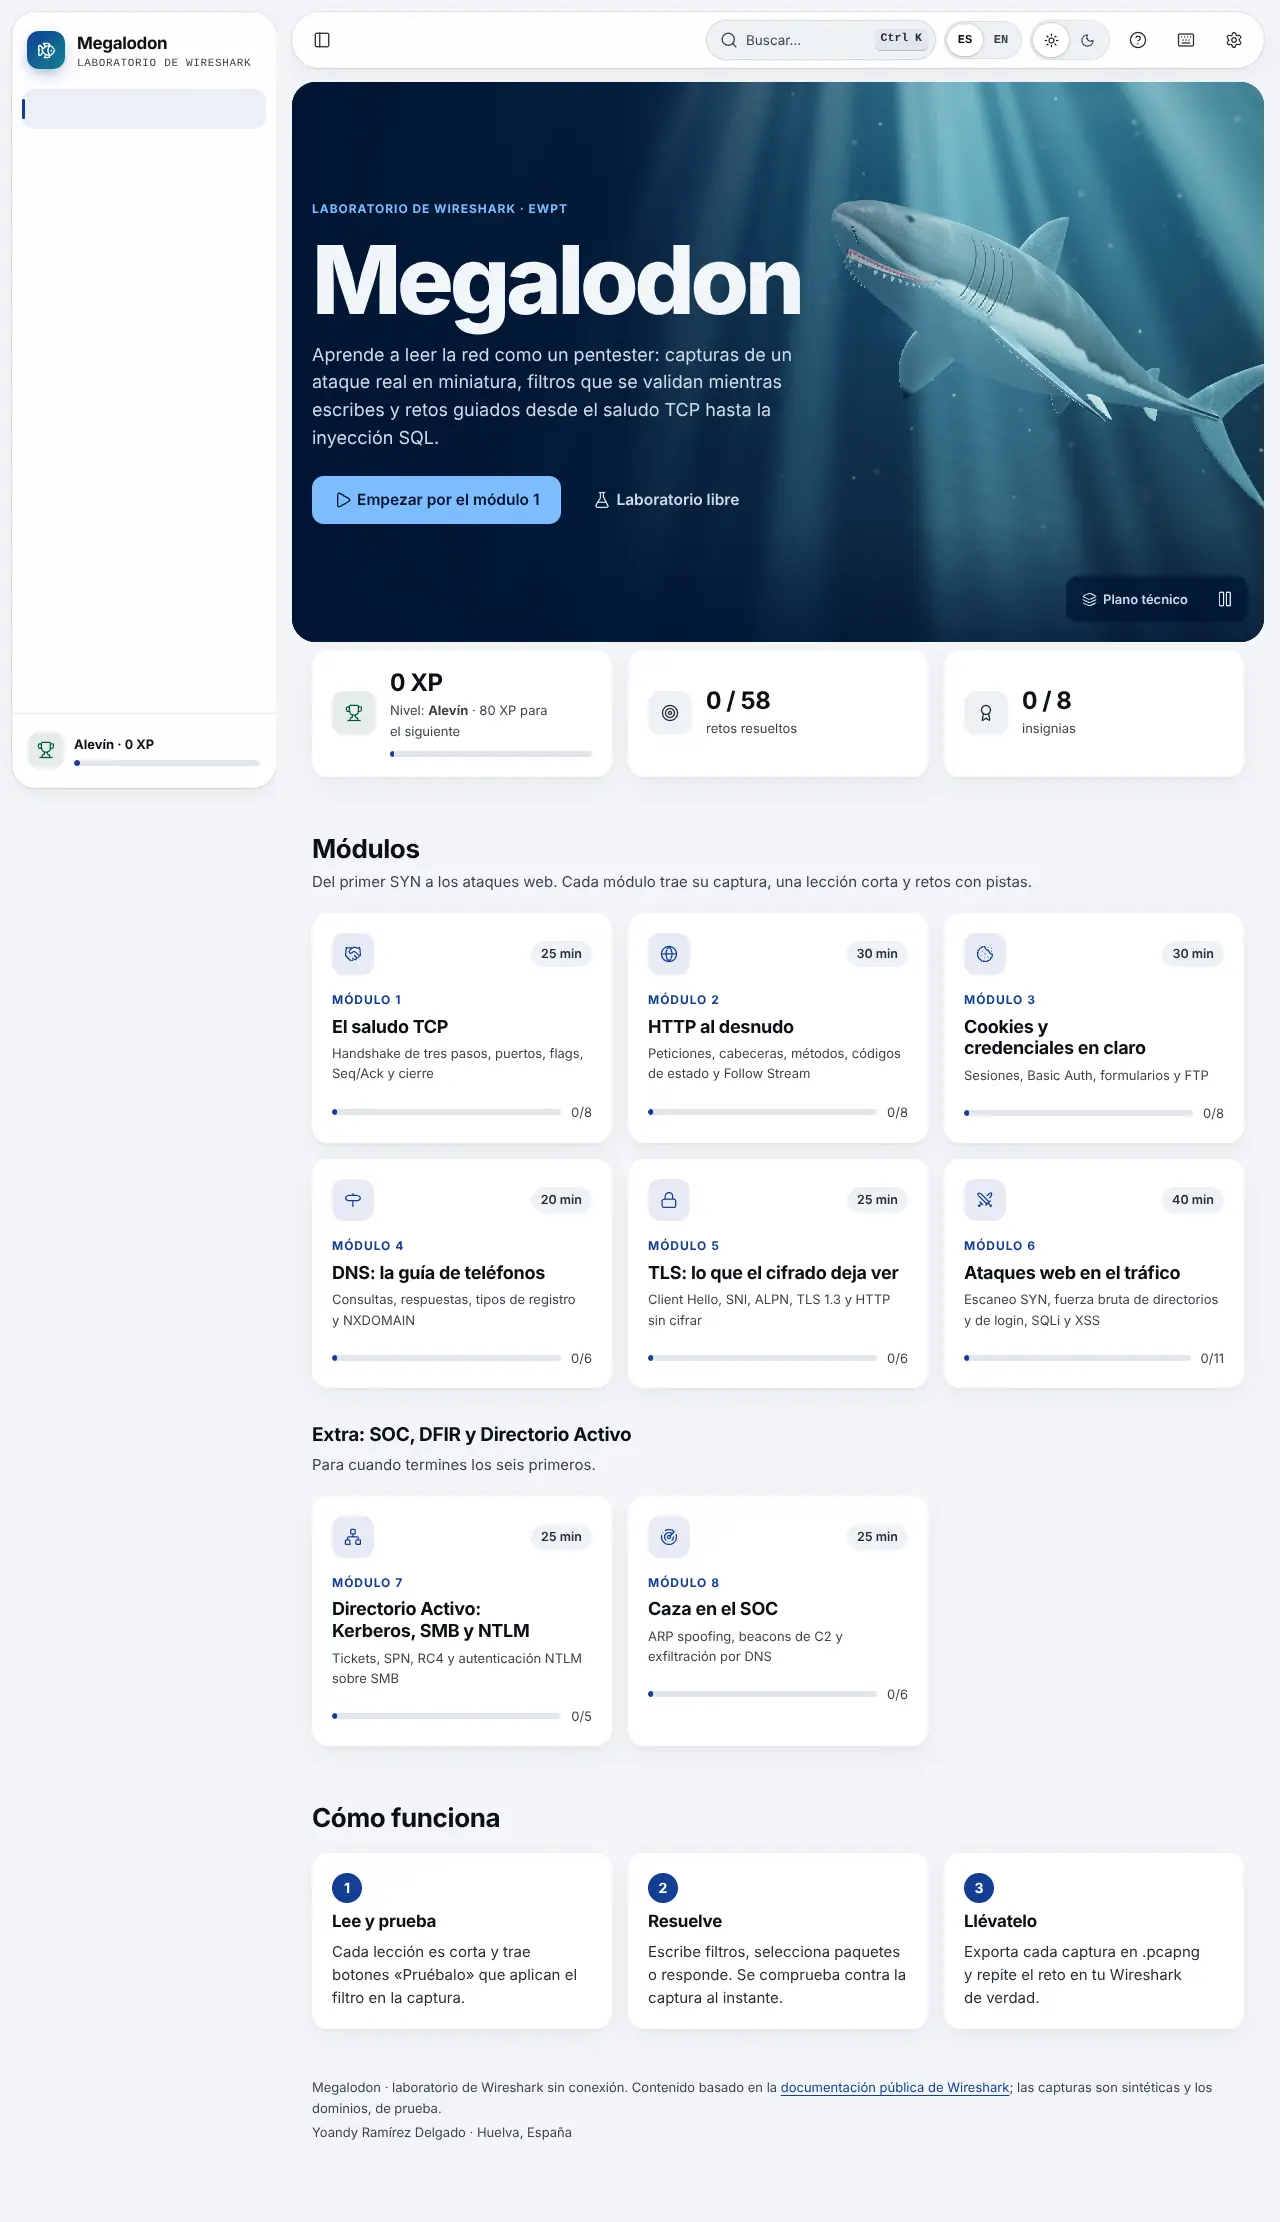 Megalodon
LABORATORIO DE WIRESHARK
Buscar...
Ctrl K
ES
EN
LABORATORIO DE WIRESHARK · EWPT
Megalodon
Aprende a leer la red como un pentester: capturas de un
ataque real en miniatura, filtros que se validan mientras
escribes y retos guiados desde el saludo TCP hasta la
inyección SQL.
Empezar por el módulo 1
Laboratorio libre
Plano técnico
0 XP
Nivel: Alevín · 80 XP para
el siguiente
0 / 58
retos resueltos
0 / 8
insignias
Alevín · 0 XP
Módulos
Del primer SYN a los ataques web. Cada módulo trae su captura, una lección corta y retos con pistas.
25 min
MÓDULO 1
El saludo TCP
Handshake de tres pasos, puertos, flags,
Seq/Ack y cierre
0/8
30 min
MÓDULO 2
HTTP al desnudo
Peticiones, cabeceras, métodos, códigos
de estado y Follow Stream
0/8
30 min
MÓDULO 3
Cookies y
credenciales en claro
Sesiones, Basic Auth, formularios y FTP
0/8
20 min
MÓDULO 4
DNS: la guía de teléfonos
Consultas, respuestas, tipos de registro
y NXDOMAIN
0/6
25 min
MÓDULO 5
TLS: lo que el cifrado deja ver
Client Hello, SNI, ALPN, TLS 1.3 y HTTP
sin cifrar
0/6
40 min
MÓDULO 6
Ataques web en el tráfico
Escaneo SYN, fuerza bruta de directorios
y de login, SQLi y XSS
0/11
Extra: SOC, DFIR y Directorio Activo
Para cuando termines los seis primeros.
25 min
MÓDULO 7
Directorio Activo:
Kerberos, SMB y NTLM
Tickets, SPN, RC4 y autenticación NTLM
sobre SMB
0/5
25 min
MÓDULO 8
Caza en el SOC
ARP spoofing, beacons de C2 y
exfiltración por DNS
0/6
Cómo funciona
1
Lee y prueba
Cada lección es corta y trae
botones «Pruébalo» que aplican el
filtro en la captura.
2
Resuelve
Escribe filtros, selecciona paquetes
o responde. Se comprueba contra la
captura al instante.
3
Llévatelo
Exporta cada captura en .pcapng
y repite el reto en tu Wireshark
de verdad.
Megalodon · laboratorio de Wireshark sin conexión. Contenido basado en la documentación pública de Wireshark; las capturas son sintéticas y los
dominios, de prueba.
Yoandy Ramírez Delgado · Huelva, España